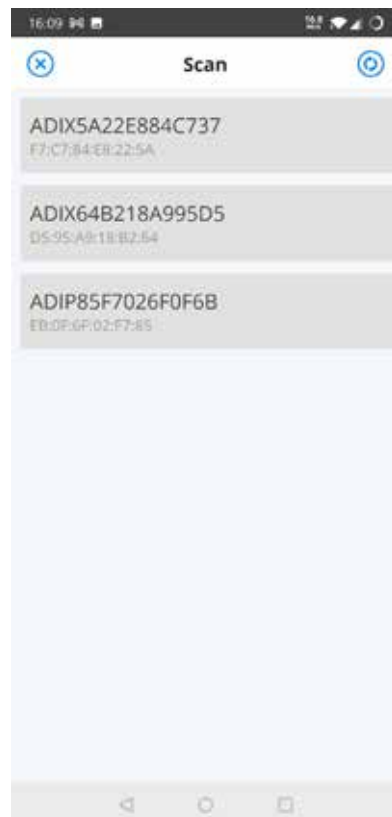 16:09
Scan
ADIX5A22E884C737
F7:C7:84:E8:22:5A
ADIX64B218A995D5
D5:95:A9:18:B2:64
ADIP85F7026F0F6B
EB:0F:6F:02:F7:85